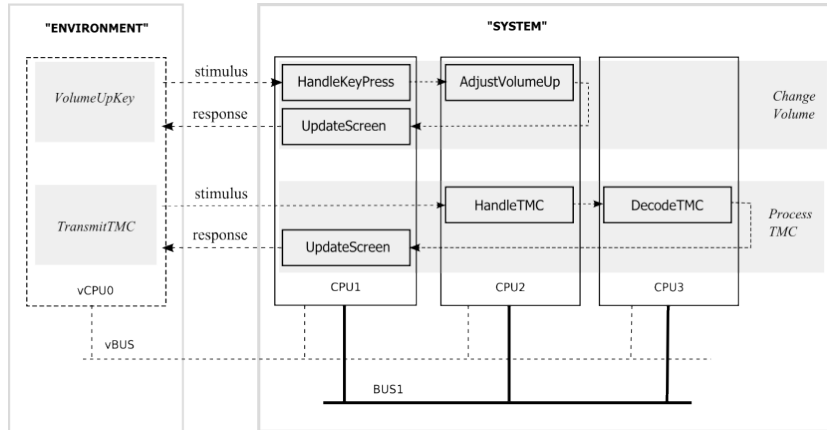 "ENVIRONMENT"
"SYSTEM"
VolumeUpKey
stimulus
HandleKeyPress
AdjustVolumeUp
Change
Volume
response
UpdateScreen
TransmitTMC
stimulus
HandleTMC
DecodeTMC
Process
TMC
response
UpdateScreen
vCPU0
CPU1
CPU2
CPU3
vBUS
BUS1